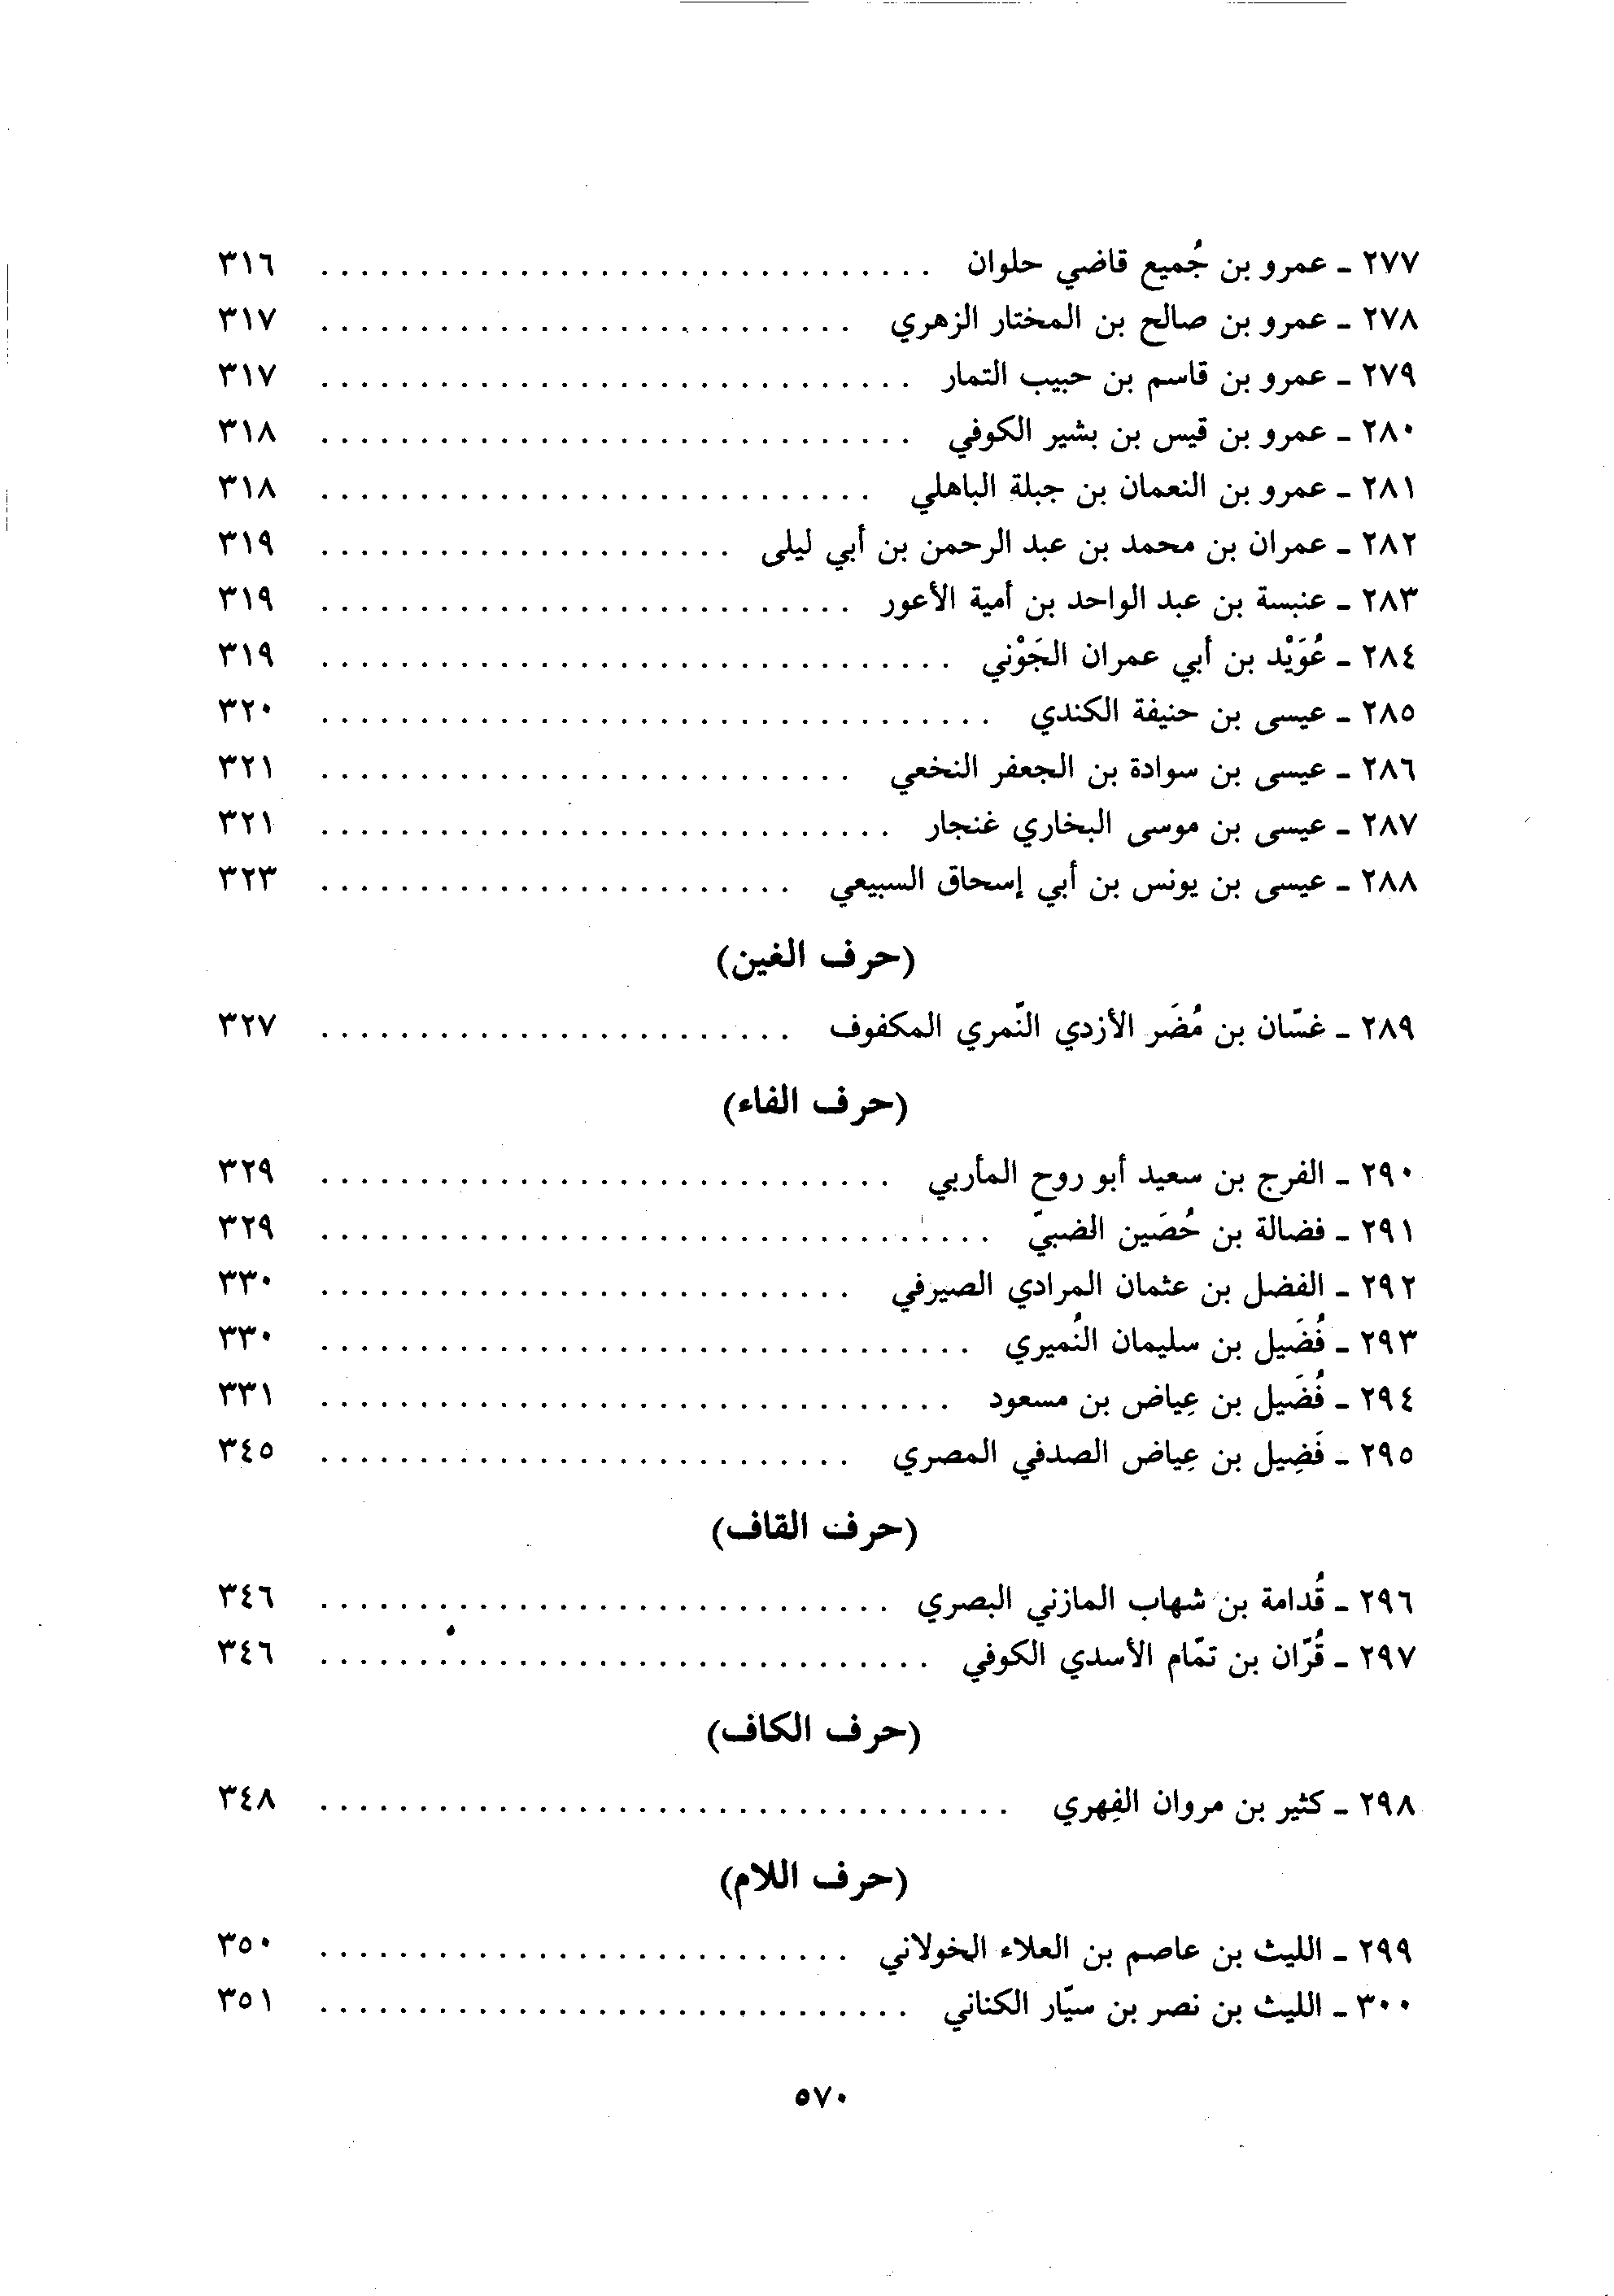 ٢٧٧ ـ عمرو بن جُميع قاضي حلوان . . . . . . . . . . . . . . . . . . . . . . . . . . . . . . . ٣١٦
٢٧٨ ـ عمرو بن صالح بن المختار الزهري . . . . . . . . . . . . . . . . . . . . . . . . . . . ٣١٧
٢٧٩ ـ عمرو بن قاسم بن حبيب التمار . . . . . . . . . . . . . . . . . . . . . . . . . . . . . . ٣١٧
٢٨٠ ـ عمرو بن قيس بن بشير الكوفي . . . . . . . . . . . . . . . . . . . . . . . . . . . . . . ٣١٨
٢٨١ ـ عمرو بن النعمان بن جبلة الباهلي . . . . . . . . . . . . . . . . . . . . . . . . . . . . ٣١٨
٢٨٢ ـ عمران بن محمد بن عبد الرحمن بن أبي ليلى . . . . . . . . . . . . . . . . . . . . . ٣١٩
٢٨٣ ـ عنبسة بن عبد الواحد بن أمية الأعور . . . . . . . . . . . . . . . . . . . . . . . . . . . ٣١٩
٢٨٤ ـ عُوَيْد بن أبي عمران الجَوْني . . . . . . . . . . . . . . . . . . . . . . . . . . . . . . . . ٣١٩
٢٨٥ ـ عيسى بن حنيفة الكندي . . . . . . . . . . . . . . . . . . . . . . . . . . . . . . . . . . ٣٢٠
٢٨٦ ـ عيسى بن سوادة بن الجعفر النخعي . . . . . . . . . . . . . . . . . . . . . . . . . . . ٣٢١
٢٨٧ ـ عيسى بن موسى البخاري غنجار . . . . . . . . . . . . . . . . . . . . . . . . . . . . . ٣٢١
٢٨٨ ـ عيسى بن يونس بن أبي إسحاق السبيعي . . . . . . . . . . . . . . . . . . . . . . . . ٣٢٣
(حرف الغين)
٢٨٩ ـ غسّان بن مُضَر الأزدي النّمري المكفوف . . . . . . . . . . . . . . . . . . . . . . . . ٣٢٧
(حرف الفاء)
٢٩٠ ـ الفرج بن سعيد أبو روح المأربي . . . . . . . . . . . . . . . . . . . . . . . . . . . . . ٣٢٩
٢٩١ ـ فضالة بن حُصَين الضبيّ . . . . . . . . . . . . . . . . . . . . . . . . . . . . . . . . . . ٣٢٩
٢٩٢ ـ الفضل بن عثمان المرادي الصيرفي . . . . . . . . . . . . . . . . . . . . . . . . . . . ٣٣٠
٢٩٣ ـ فُضَيل بن سليمان النُميري . . . . . . . . . . . . . . . . . . . . . . . . . . . . . . . . . ٣٣٠
٢٩٤ ـ فُضَيل بن عِياض بن مسعود . . . . . . . . . . . . . . . . . . . . . . . . . . . . . . . . ٣٣١
٢٩٥ ـ فَضِيل بن عِياض الصدفي المصري . . . . . . . . . . . . . . . . . . . . . . . . . . . ٣٤٥
(حرف القاف)
٢٩٦ ـ قُدامة بن شهاب المازني البصري . . . . . . . . . . . . . . . . . . . . . . . . . . . . . ٣٤٦
٢٩٧ ـ قُرّان بن تمّام الأسدي الكوفي . . . . . . . . . . . . . . . . . . . . . . . . . . . . . . . ٣٤٦
(حرف الكاف)
٢٩٨ ـ كثير بن مروان الفِهري . . . . . . . . . . . . . . . . . . . . . . . . . . . . . . . . . . . ٣٤٨
(حرف اللام)
٢٩٩ ـ الليث بن عاصم بن العلاء الخولاني . . . . . . . . . . . . . . . . . . . . . . . . . . . ٣٥٠
٣٠٠ ـ الليث بن نصر بن سيّار الكناني . . . . . . . . . . . . . . . . . . . . . . . . . . . . . . ٣٥١
٥٧٠